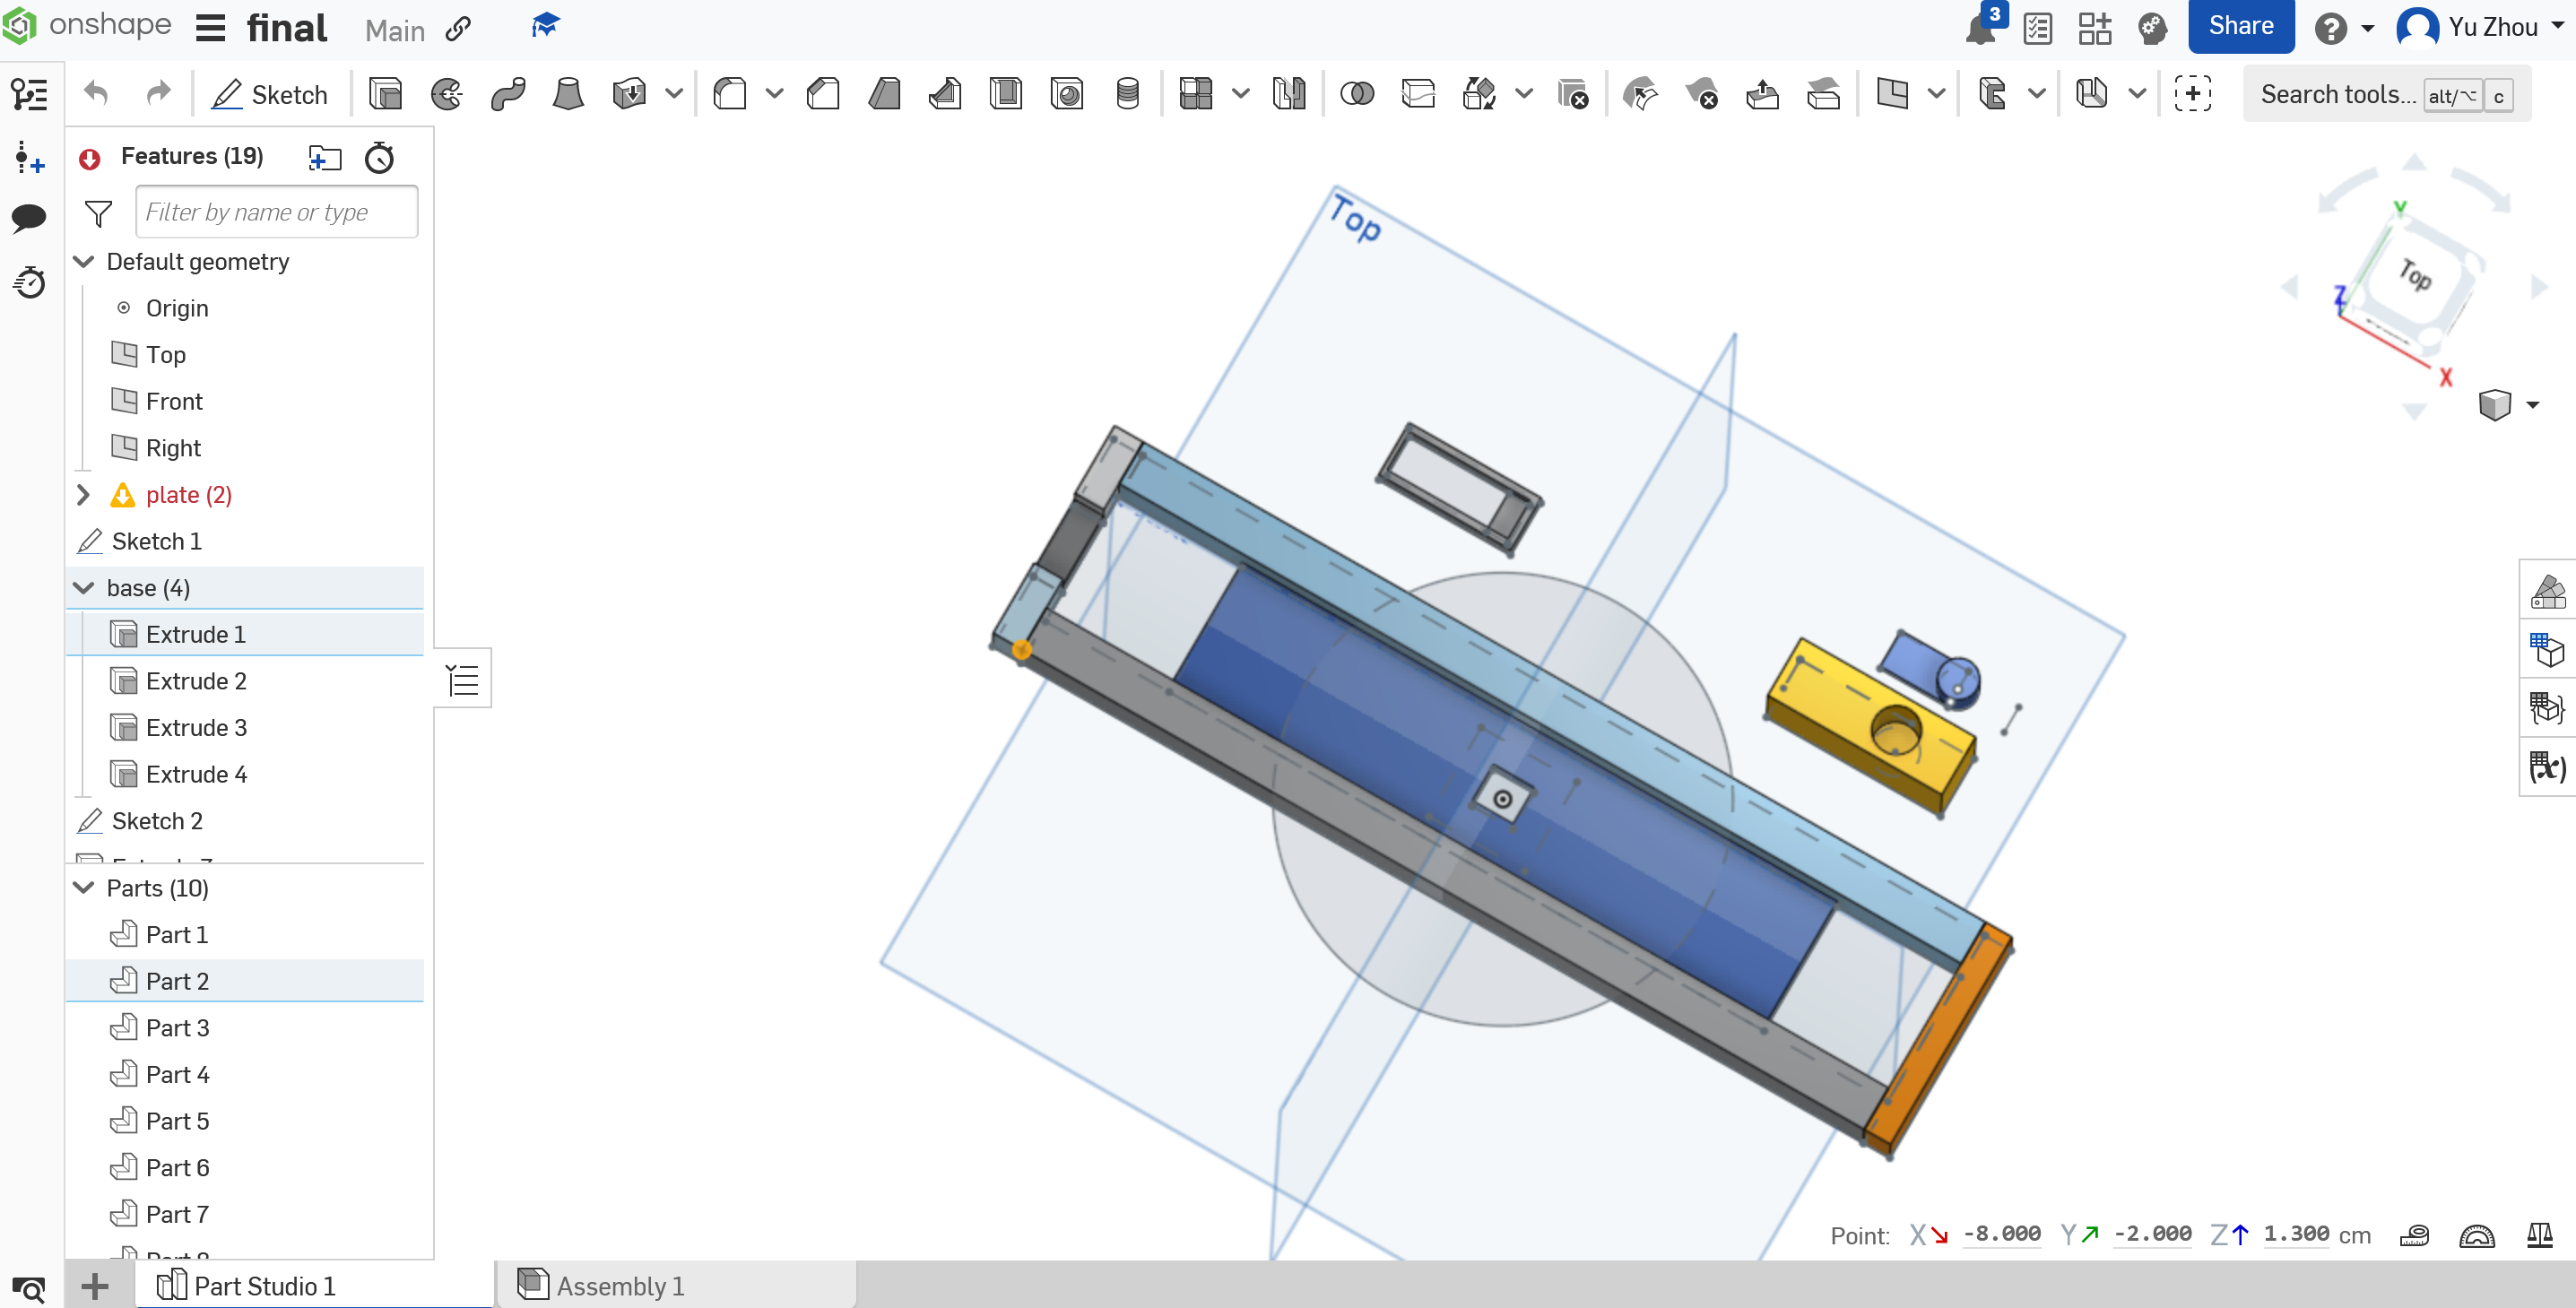 onshape final Main 3 Share Yu Zhou
Sketch Search tools... alt/⌥ c
Features (19)
Filter by name or type
Default geometry
Origin
Top
Front
Right
plate (2)
Sketch 1
base (4)
Extrude 1
Extrude 2
Extrude 3
Extrude 4
Sketch 2
Parts (10)
Part 1
Part 2
Part 3
Part 4
Part 5
Part 6
Part 7
Top
Y
Top
Z
X
(x)
Point: X -8.000 Y -2.000 Z 1.300 cm
Part Studio 1 Assembly 1